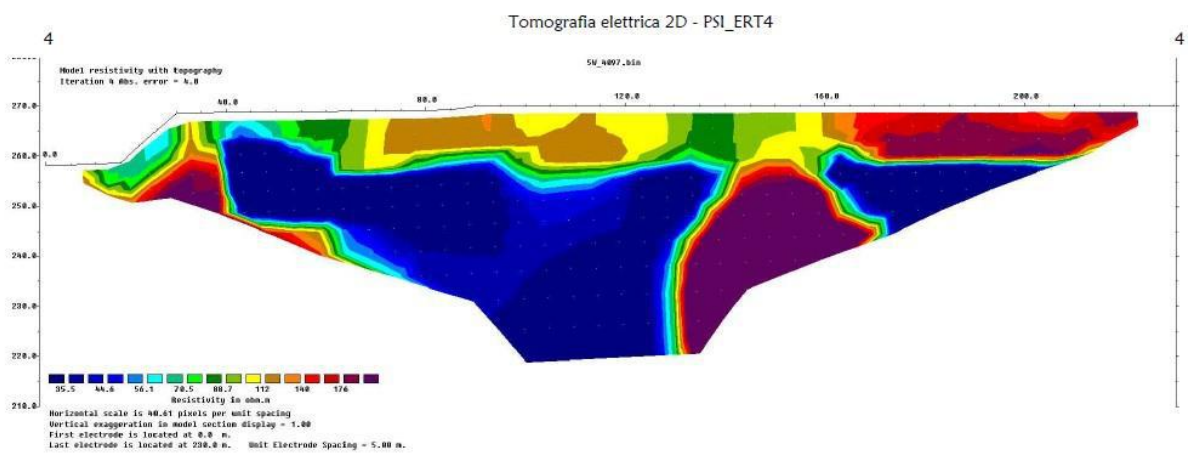 Tomografia elettrica 2D - PSI_ERT4
4
4
Model resistivity with topography
Iteration 4 Abs. error = 4.0
SW_4097.bin
270.0
260.0
250.0
240.0
230.0
220.0
210.0
0.0
40.0
80.0
120.0
160.0
200.0
35.5 44.6 56.1 70.5 88.7 112 140 176
Resistivity in ohm.m
Horizontal scale is 40.61 pixels per unit spacing
Vertical exaggeration in model section display = 1.00
First electrode is located at 0.0 m.
Last electrode is located at 230.0 m. Unit Electrode Spacing = 5.00 m.